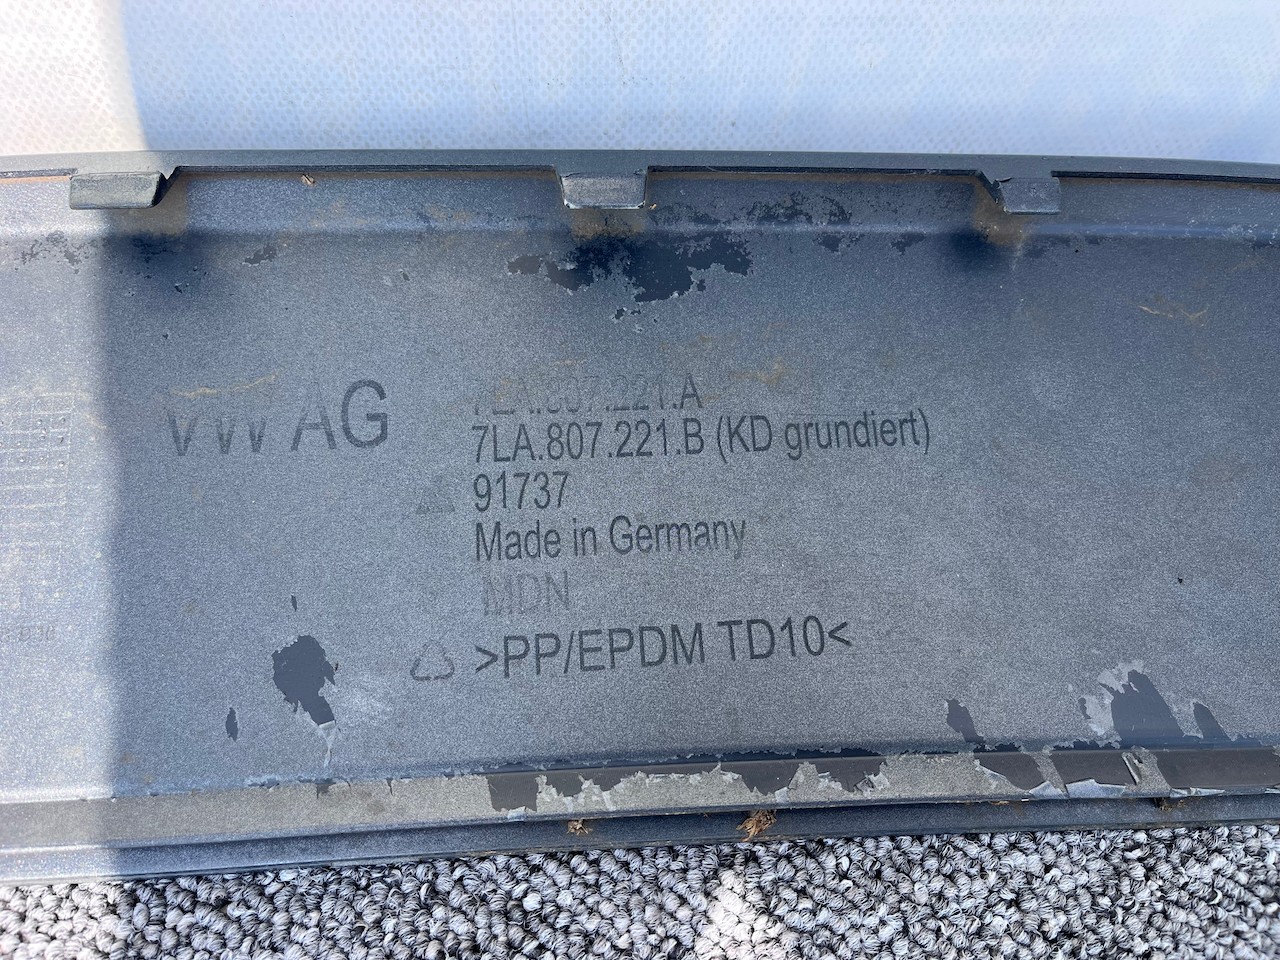 VW AG
7LA.807.221.A
7LA.807.221.B (KD grundiert)
91737
Made in Germany
MDN
>PP/EPDM TD10<